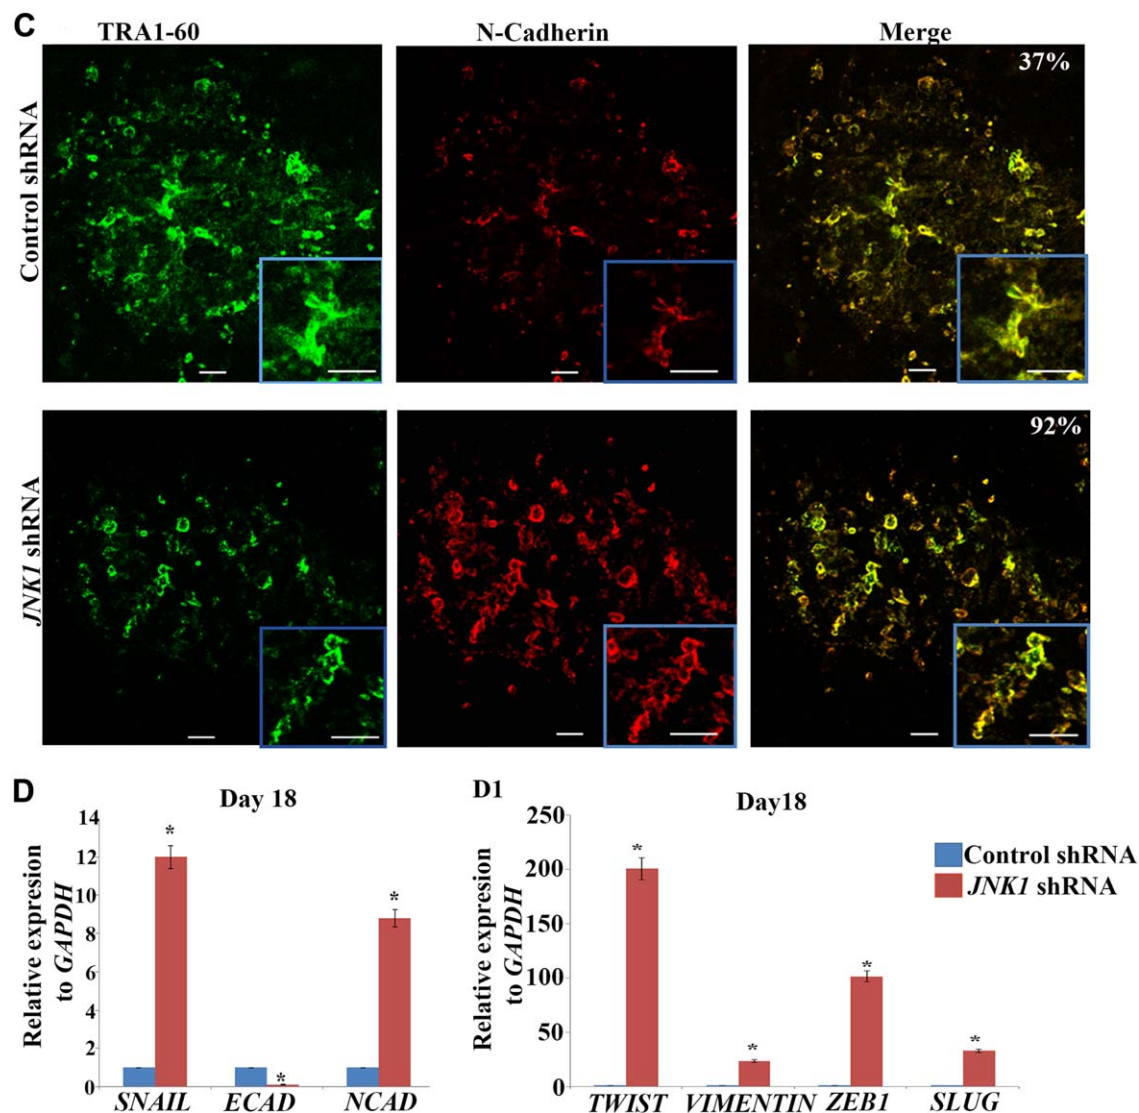 C
TRA1-60
N-Cadherin
Merge
Control shRNA
37%
JNK1 shRNA
92%
D
Day 18
Relative expresion
to GAPDH
14
12
10
8
6
4
2
0
*
*
*
SNAIL
ECAD
NCAD
D1
Day18
Relative expresion
to GAPDH
250
200
150
100
50
0
*
*
*
*
TWIST
VIMENTIN
ZEB1
SLUG
Control shRNA
JNK1 shRNA